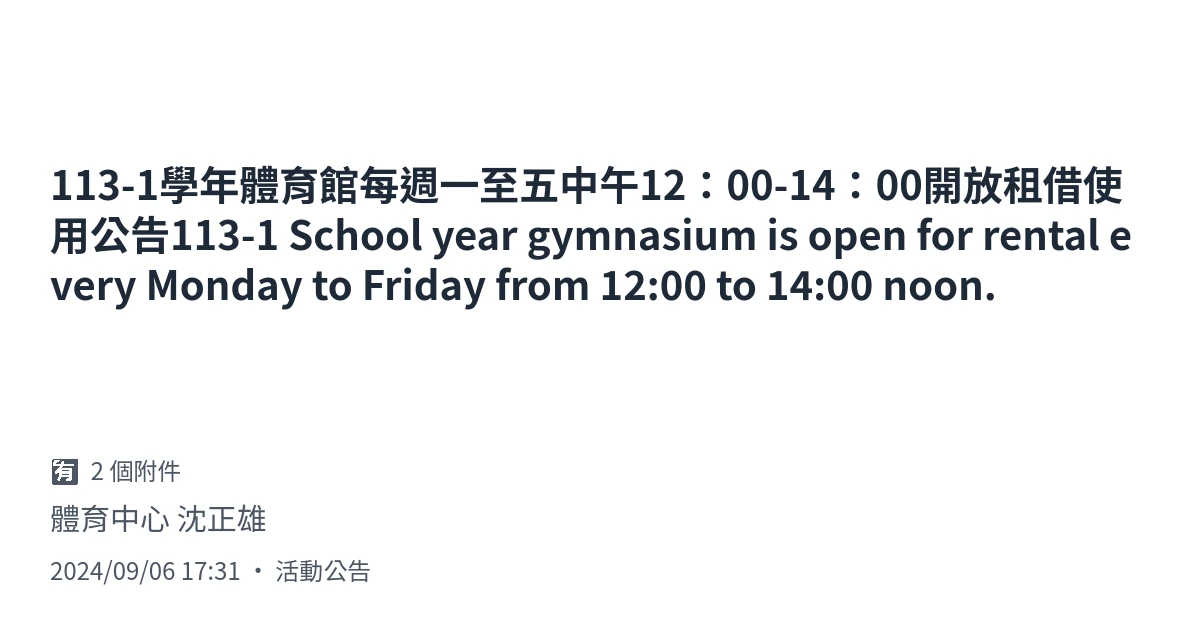 113-1學年體育館每週一至五中午12：00-14：00開放租借使
用公告113-1 School year gymnasium is open for rental e
very Monday to Friday from 12:00 to 14:00 noon.
🈶 2 個附件
體育中心 沈正雄
2024/09/06 17:31 • 活動公告